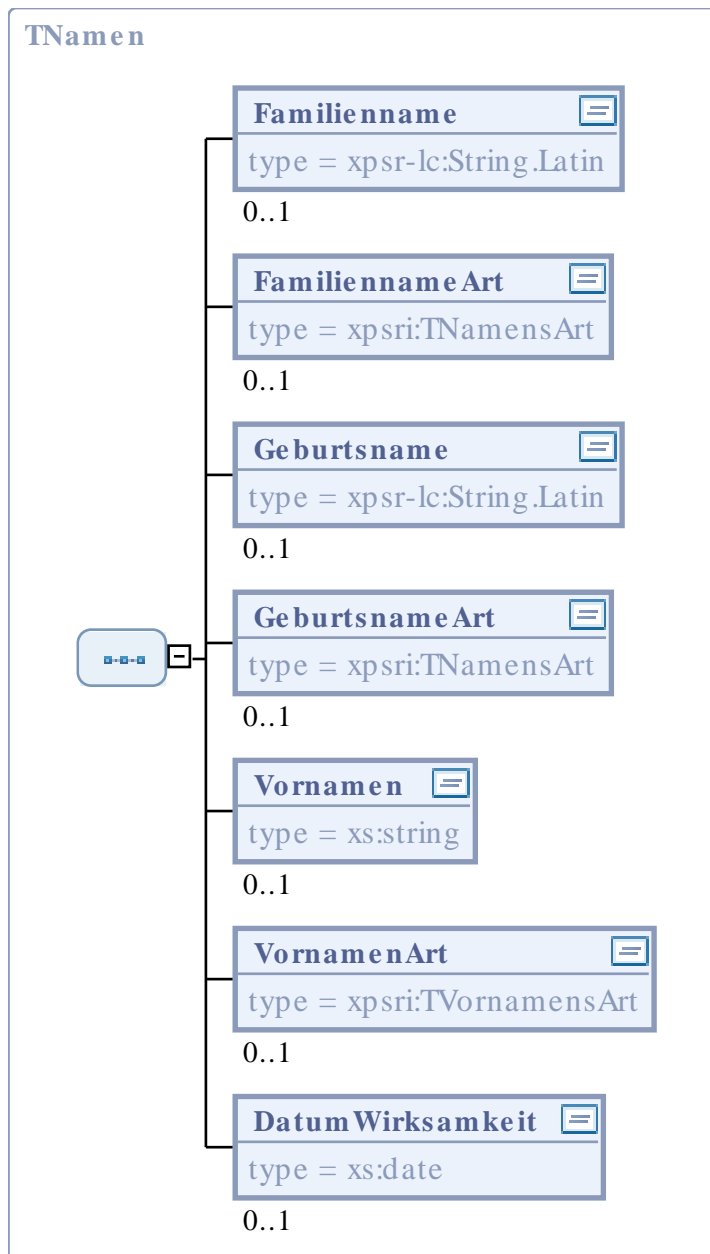 TNamen
Familienname
type = xpsr-lc:String.Latin
0..1
FamiliennameArt
type = xpsri:TNamensArt
0..1
Geburtsname
type = xpsr-lc:String.Latin
0..1
GeburtsnameArt
type = xpsri:TNamensArt
0..1
Vornamen
type = xs:string
0..1
VornamenArt
type = xpsri:TVornamensArt
0..1
DatumWirksamkeit
type = xs:date
0..1